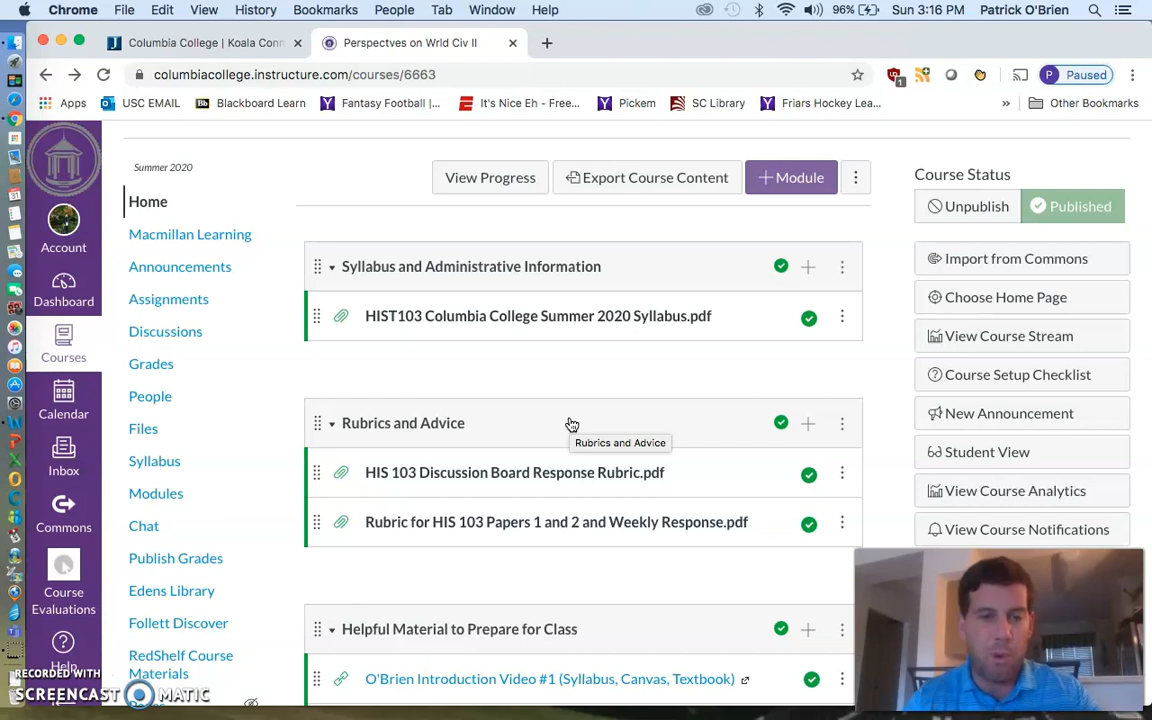 Chrome File Edit View History Bookmarks People Tab Window Help 96% Sun 3:16 PM Patrick O'Brien
Columbia College | Koala Conn Perspectves on Wrld Civ II
columbiacollege.instructure.com/courses/6663 1 P Paused
Apps USC EMAIL Bb Blackboard Learn Fantasy Football |... It's Nice Eh - Free... Pickem SC Library Friars Hockey Lea... » Other Bookmarks
Account
Dashboard
Courses
Calendar
Inbox
Commons
Course
Evaluations
Help
Summer 2020
Home
Macmillan Learning
Announcements
Assignments
Discussions
Grades
People
Files
Syllabus
Modules
Chat
Publish Grades
Edens Library
Follett Discover
RedShelf Course
Materials
View Progress Export Course Content + Module
Syllabus and Administrative Information
HIST103 Columbia College Summer 2020 Syllabus.pdf
Rubrics and Advice
Rubrics and Advice
HIS 103 Discussion Board Response Rubric.pdf
Rubric for HIS 103 Papers 1 and 2 and Weekly Response.pdf
Helpful Material to Prepare for Class
O'Brien Introduction Video #1 (Syllabus, Canvas, Textbook)
Course Status
Unpublish Published
Import from Commons
Choose Home Page
View Course Stream
Course Setup Checklist
New Announcement
Student View
View Course Analytics
View Course Notifications
RECORDED WITH
SCREENCAST MATIC